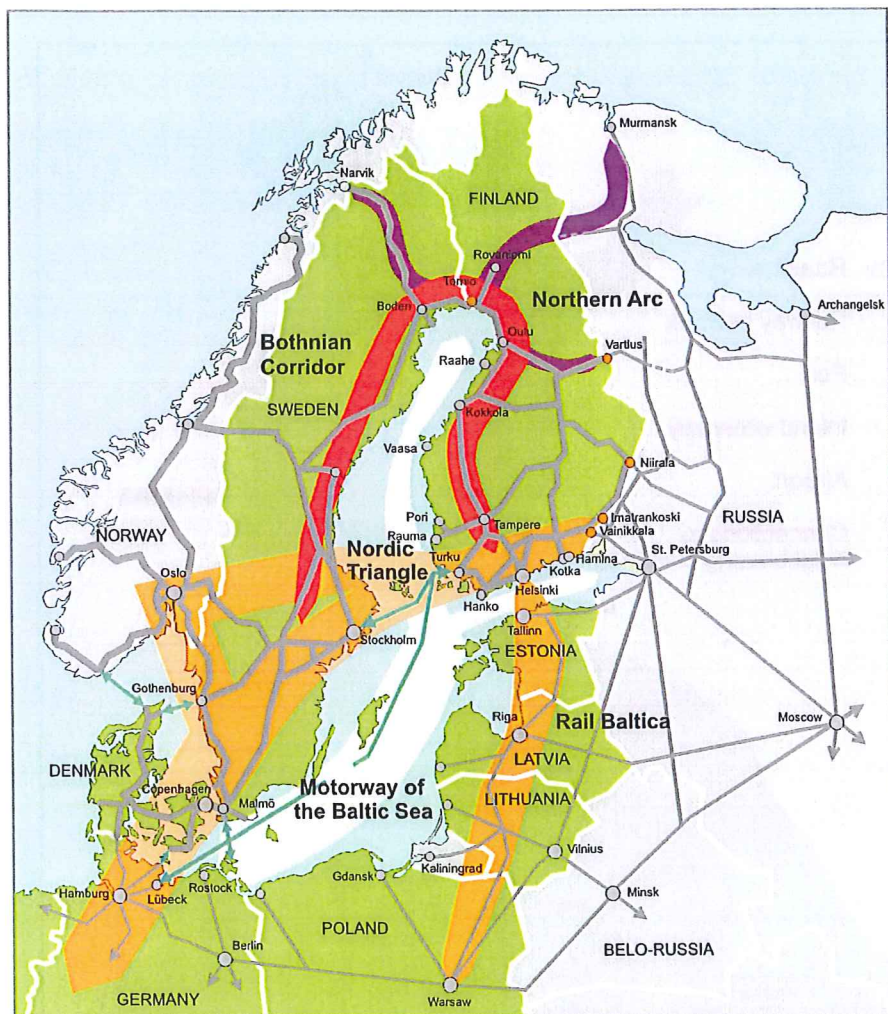 Murmansk
Narvik
FINLAND
Rovaniemi
Tornio
Northern Arc
Boden
Archangelsk
Oulu
Vartius
Bothnian
Corridor
Raahe
SWEDEN
Kokkola
Vaasa
Niirala
Pori
Tampere
Imatrankoski
RUSSIA
Rauma
Vainikkala
NORWAY
Nordic
Triangle
Turku
Hamina
St. Petersburg
Oslo
Kotka
Helsinki
Hanko
Stockholm
Tallinn
ESTONIA
Gothenburg
Riga
Rail Baltica
Moscow
DENMARK
LATVIA
Copenhagen
Malmö
Motorway of
the Baltic Sea
LITHUANIA
Vilnius
Kaliningrad
Gdansk
Rostock
Hamburg
Lübeck
Minsk
POLAND
Berlin
BELO-RUSSIA
GERMANY
Warsaw